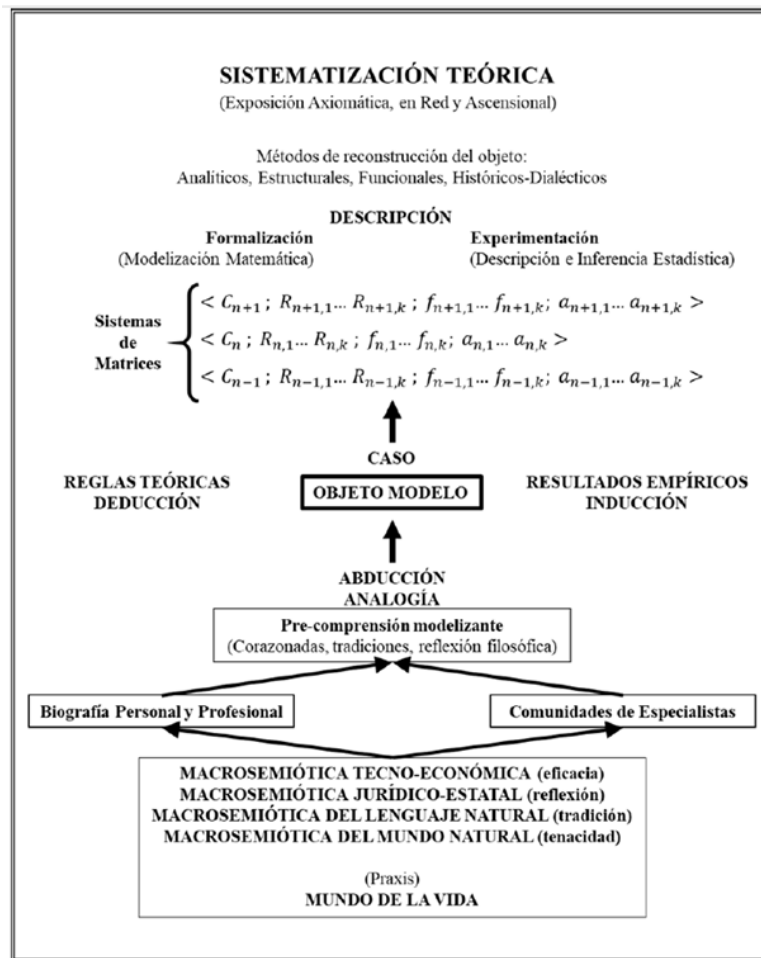 SISTEMATIZACIÓN TEÓRICA
(Exposición Axiomática, en Red y Ascensional)
Métodos de reconstrucción del objeto:
Analíticos, Estructurales, Funcionales, Históricos-Dialécticos
DESCRIPCIÓN
Formalización
(Modelización Matemática)
Experimentación
(Descripción e Inferencia Estadística)
Sistemas
de
Matrices
< C_{n+1} ; R_{n+1,1}... R_{n+1,k} ; f_{n+1,1}... f_{n+1,k}; a_{n+1,1}... a_{n+1,k} >
< C_n ; R_{n,1}... R_{n,k} ; f_{n,1}... f_{n,k}; a_{n,1}... a_{n,k} >
< C_{n-1} ; R_{n-1,1}... R_{n-1,k} ; f_{n-1,1}... f_{n-1,k}; a_{n-1,1}... a_{n-1,k} >
CASO
REGLAS TEÓRICAS
DEDUCCIÓN
OBJETO MODELO
RESULTADOS EMPÍRICOS
INDUCCIÓN
ABDUCCIÓN
ANALOGÍA
Pre-comprensión modelizante
(Corazonadas, tradiciones, reflexión filosófica)
Biografía Personal y Profesional
Comunidades de Especialistas
MACROSEMIÓTICA TECNO-ECONÓMICA (eficacia)
MACROSEMIÓTICA JURÍDICO-ESTATAL (reflexión)
MACROSEMIÓTICA DEL LENGUAJE NATURAL (tradición)
MACROSEMIÓTICA DEL MUNDO NATURAL (tenacidad)
(Praxis)
MUNDO DE LA VIDA